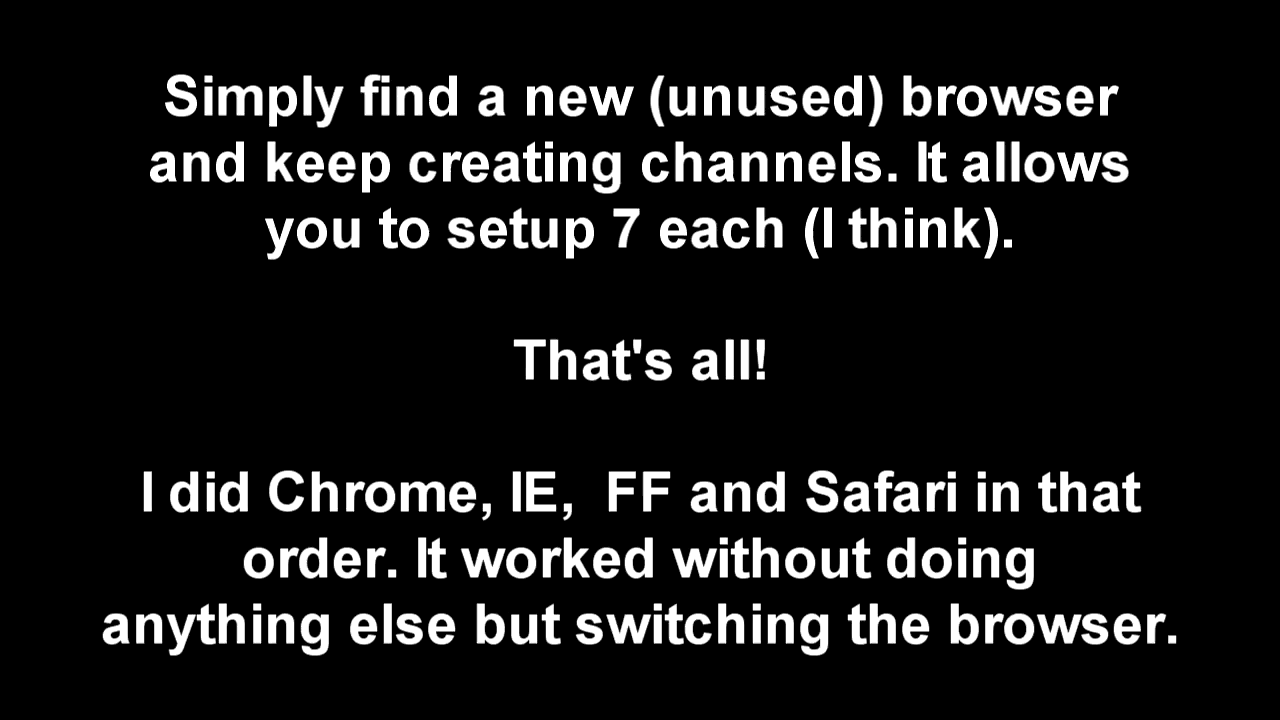 Simply find a new (unused) browser
and keep creating channels. It allows
you to setup 7 each (I think).
That's all!
I did Chrome, IE,  FF and Safari in that
order. It worked without doing
anything else but switching the browser.